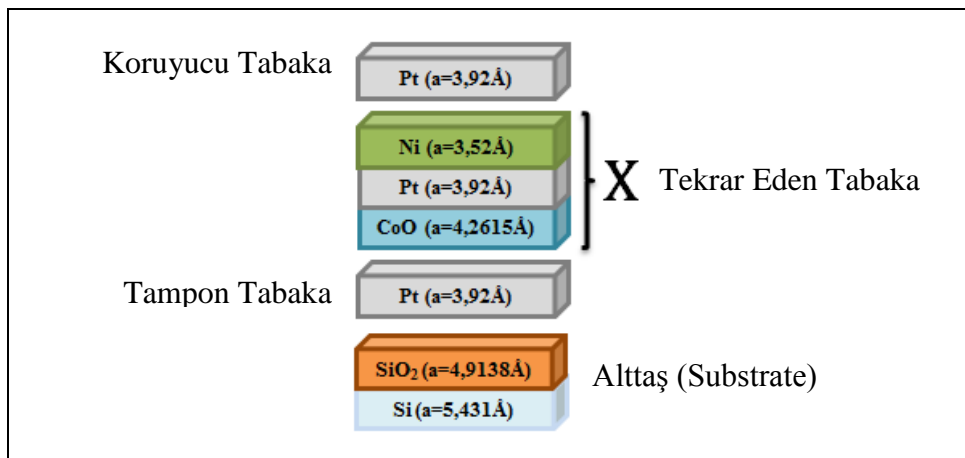 Koruyucu Tabaka
Pt (a=3,92Å)
Ni (a=3,52Å)
Pt (a=3,92Å)
CoO (a=4,2615Å)
X Tekrar Eden Tabaka
Tampon Tabaka
Pt (a=3,92Å)
SiO₂ (a=4,9138Å)
Si (a=5,431Å)
Alttaş (Substrate)